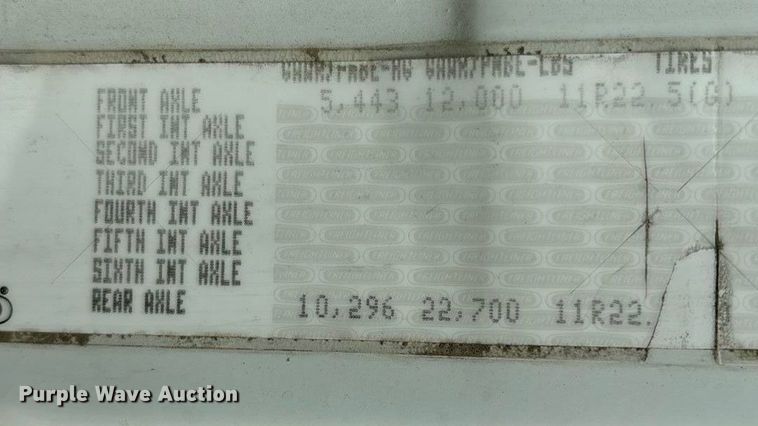 GAWR/PNBE-KG GAWR/PNBE-LBS TIRES
FRONT AXLE 5,443 12,000 11R22.5(G)
FIRST INT AXLE
SECOND INT AXLE
THIRD INT AXLE
FOURTH INT AXLE
FIFTH INT AXLE
SIXTH INT AXLE
REAR AXLE 10,296 22,700 11R22.
Purple Wave Auction